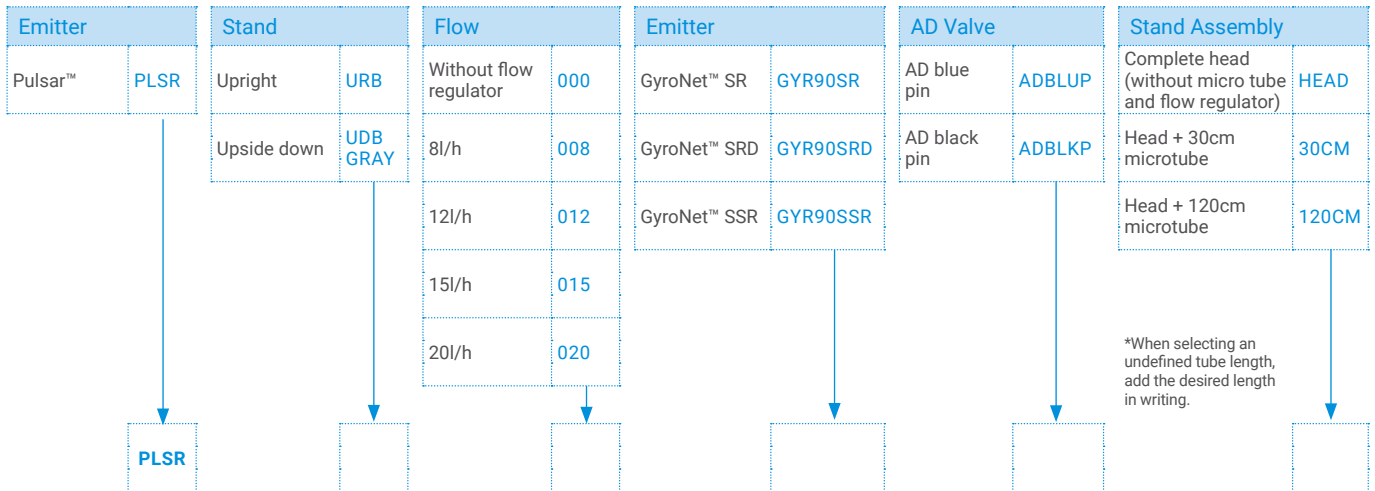 Emitter
Stand
Flow
Emitter
AD Valve
Stand Assembly
Pulsar™
PLSR
Upright
URB
Without flow
regulator
000
GyroNet™ SR
GYR90SR
AD blue
pin
ADBLUP
Complete head
(without micro tube
and flow regulator)
HEAD
Upside down
UDB
GRAY
8l/h
008
GyroNet™ SRD
GYR90SRD
AD black
pin
ADBLKP
Head + 30cm
microtube
30CM
12l/h
012
GyroNet™ SSR
GYR90SSR
Head + 120cm
microtube
120CM
15l/h
015
20l/h
020
*When selecting an
undefined tube length,
add the desired length
in writing.
PLSR